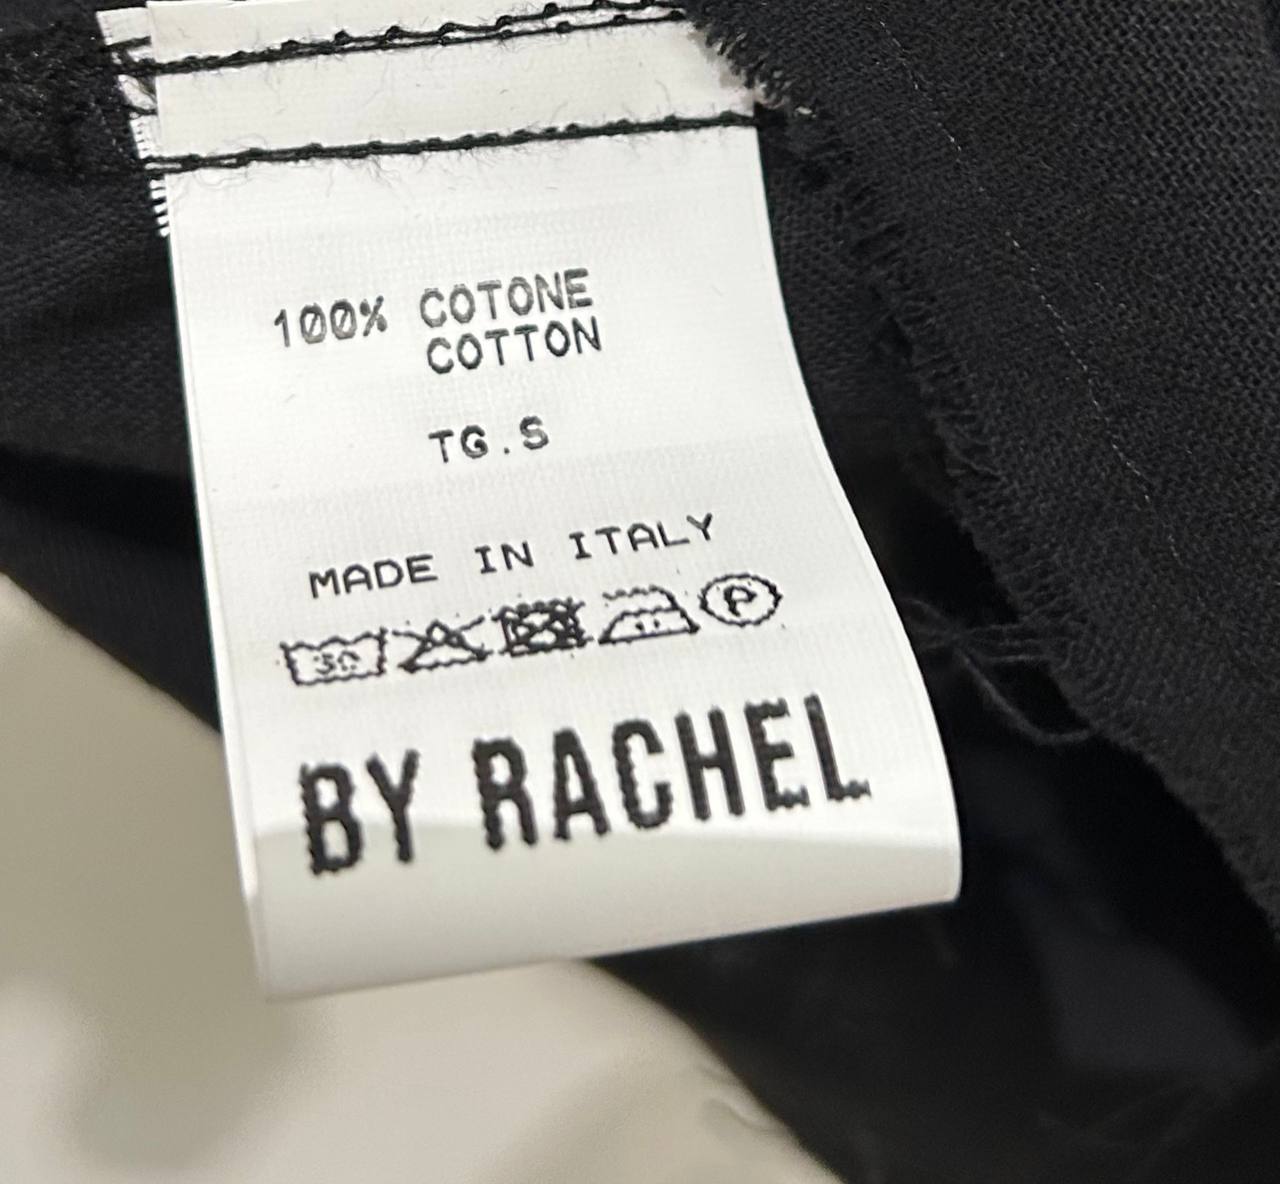 100% COTONE
COTTON
TG.S
MADE IN ITALY
30 P
BY RACHEL